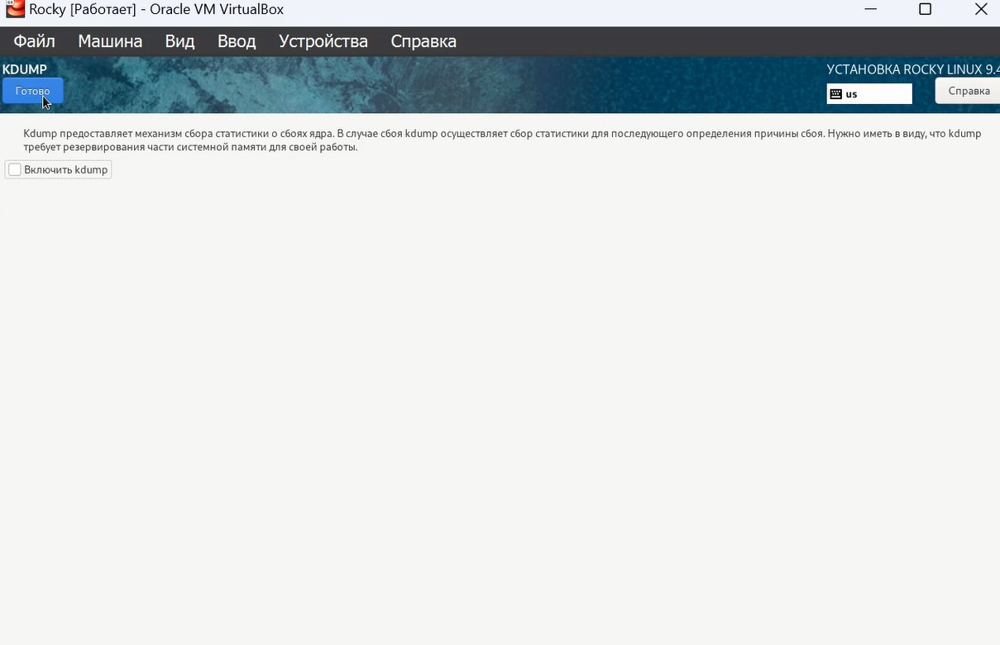 Rocky [Работает] - Oracle VM VirtualBox
Файл Машина Вид Ввод Устройства Справка
KDUMP
УСТАНОВКА ROCKY LINUX 9.4
Готово
us
Справка
Kdump предоставляет механизм сбора статистики о сбоях ядра. В случае сбоя kdump осуществляет сбор статистики для последующего определения причины сбоя. Нужно иметь в виду, что kdump
требует резервирования части системной памяти для своей работы.
Включить kdump